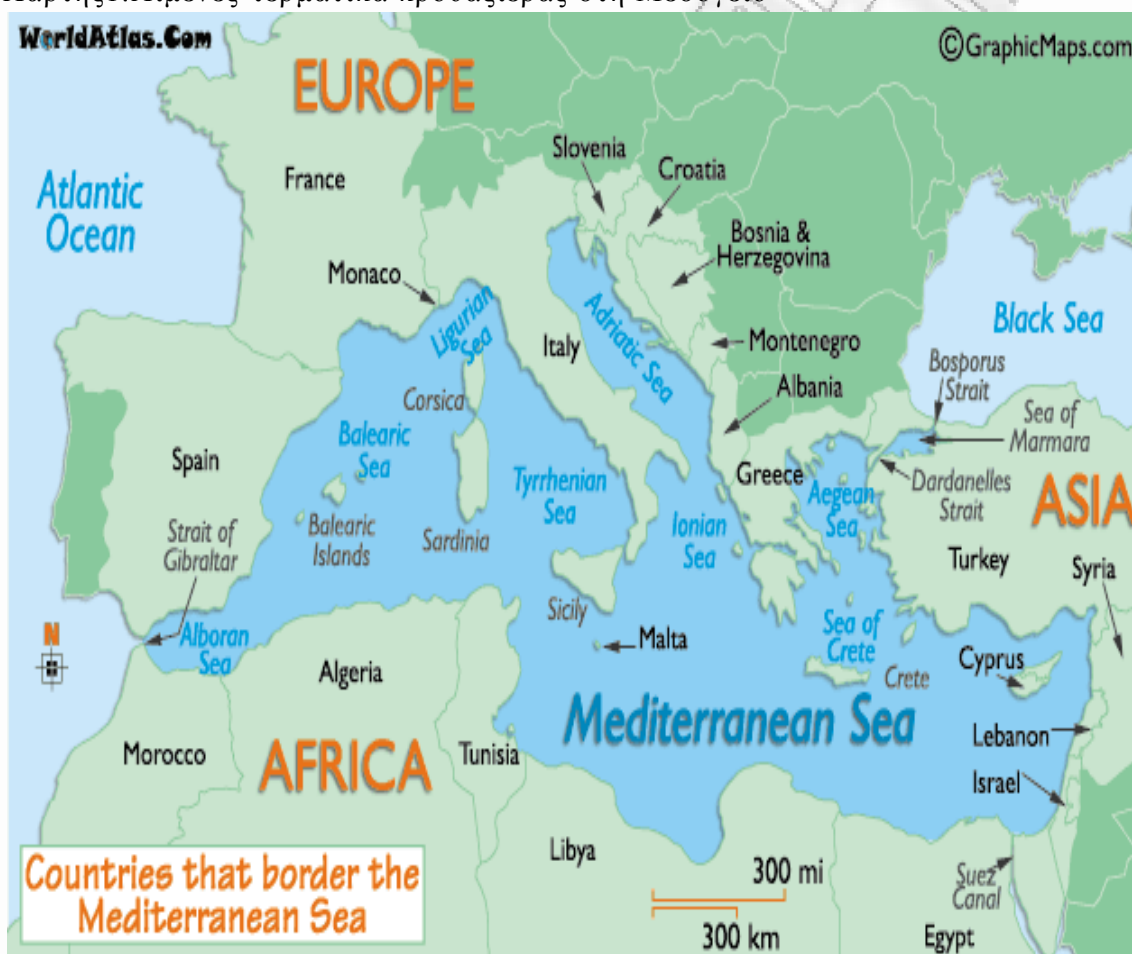 WorldAtlas.Com
©GraphicMaps.com
EUROPE
Slovenia
Croatia
France
Atlantic
Ocean
Bosnia &
Herzegovina
Monaco
Ligurian
Sea
Adriatic Sea
Italy
Black Sea
Montenegro
Bosporus
Strait
Albania
Corsica
Sea of
Marmara
Balearic
Sea
Spain
Greece
Tyrrhenian
Sea
Aegean
Sea
Dardanelles
Strait
ASIA
Strait of
Gibraltar
Balearic
Islands
Sardinia
Ionian
Sea
Turkey
Syria
Sicily
N
Alboran
Sea
Malta
Sea of
Crete
Algeria
Crete
Cyprus
Mediterranean Sea
Lebanon
Morocco
AFRICA
Tunisia
Israel
Libya
Countries that border the
Mediterranean Sea
300 mi
Suez
Canal
300 km
Egypt